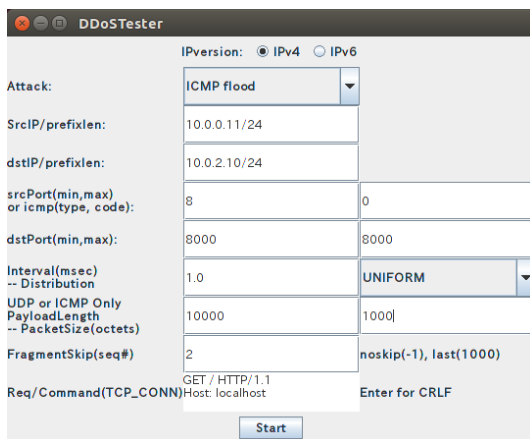 DDoSTester
IPversion: IPv4 IPv6
Attack: ICMP flood
SrcIP/prefixlen: 10.0.0.11/24
dstIP/prefixlen: 10.0.2.10/24
srcPort(min,max)
or icmp(type, code): 8 0
dstPort(min,max): 8000 8000
Interval(msec)
-- Distribution 1.0 UNIFORM
UDP or ICMP Only
PayloadLength
-- PacketSize(octets) 10000 1000
FragmentSkip(seq#) 2 noskip(-1), last(1000)
Req/Command(TCP_CONN) GET / HTTP/1.1
Host: localhost
Enter for CRLF
Start